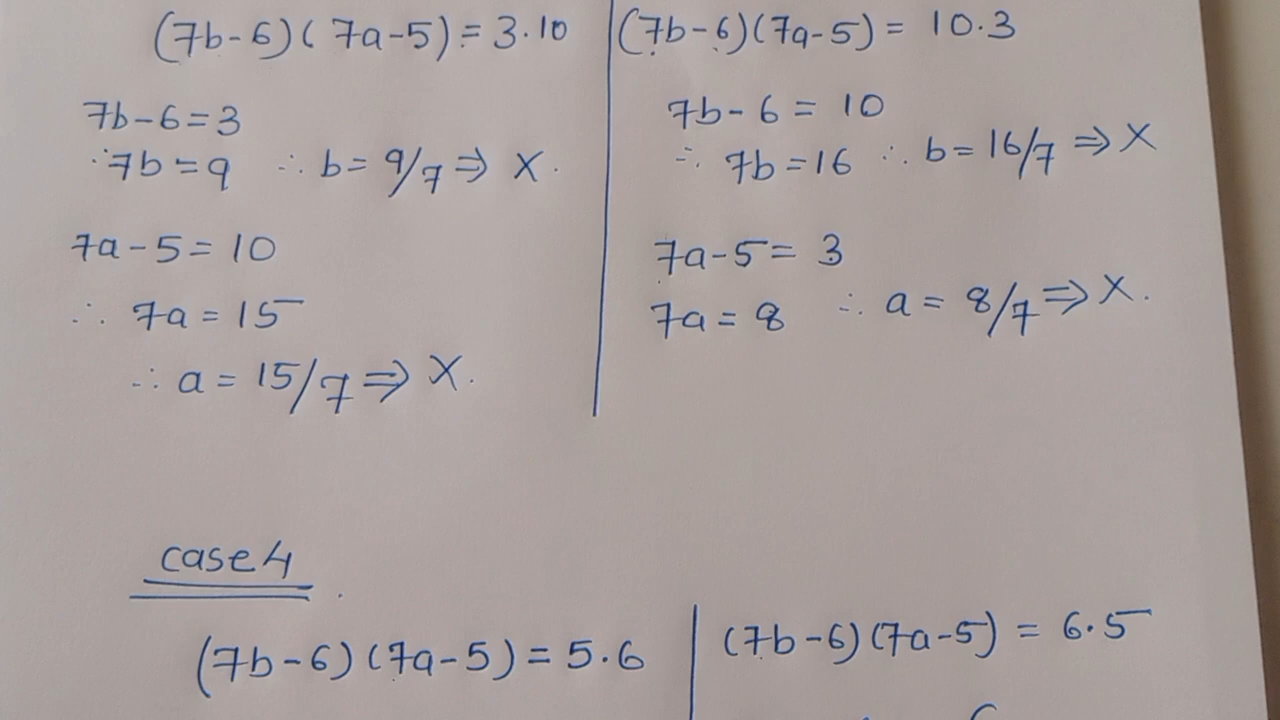 (7b-6)(7a-5) = 3.10
7b-6 = 3
∴ 7b = 9 ∴ b = 9/7 ⇒ X.
7a-5 = 10
∴ 7a = 15
∴ a = 15/7 ⇒ X.
(7b-6)(7a-5) = 10.3
7b-6 = 10
∴ 7b = 16 ∴ b = 16/7 ⇒ X
7a-5 = 3
7a = 8 ∴ a = 8/7 ⇒ X.
case 4
(7b-6)(7a-5) = 5.6
(7b-6)(7a-5) = 6.5